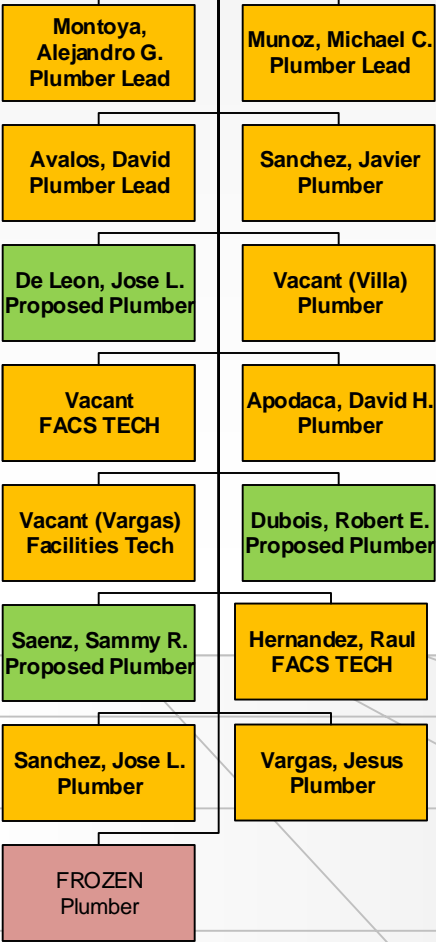 Montoya,
Alejandro G.
Plumber Lead
Munoz, Michael C.
Plumber Lead
Avalos, David
Plumber Lead
Sanchez, Javier
Plumber
De Leon, Jose L.
Proposed Plumber
Vacant (Villa)
Plumber
Vacant
FACS TECH
Apodaca, David H.
Plumber
Vacant (Vargas)
Facilities Tech
Dubois, Robert E.
Proposed Plumber
Saenz, Sammy R.
Proposed Plumber
Hernandez, Raul
FACS TECH
Sanchez, Jose L.
Plumber
Vargas, Jesus
Plumber
FROZEN
Plumber